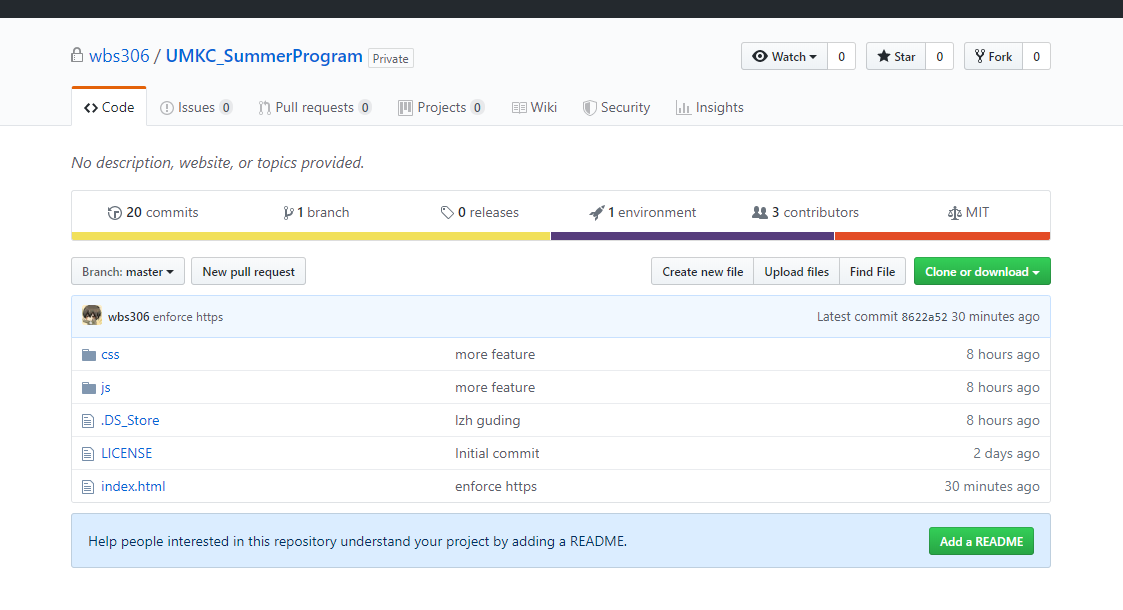 wbs306 / UMKC_SummerProgram Private Watch 0 Star 0 Fork 0
Code Issues 0 Pull requests 0 Projects 0 Wiki Security Insights
No description, website, or topics provided.
20 commits 1 branch 0 releases 1 environment 3 contributors MIT
Branch: master New pull request Create new file Upload files Find File Clone or download
wbs306 enforce https Latest commit 8622a52 30 minutes ago
css more feature 8 hours ago
js more feature 8 hours ago
.DS_Store lzh guding 8 hours ago
LICENSE Initial commit 2 days ago
index.html enforce https 30 minutes ago
Help people interested in this repository understand your project by adding a README. Add a README